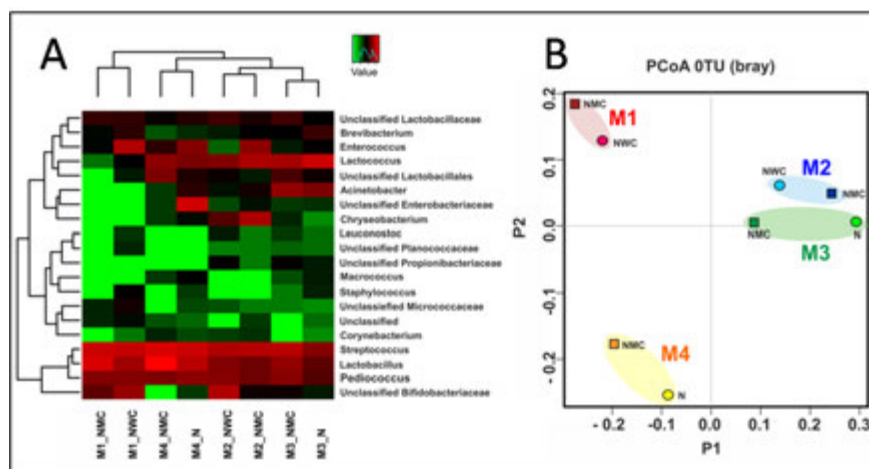 A
Value
Unclassified Lactobacillaceae
Brevibacterium
Enterococcus
Lactococcus
Unclassified Lactobacillales
Acinetobacter
Unclassified Enterobacteriaceae
Chryseobacterium
Leuconostoc
Unclassified Planococcaceae
Unclassified Propionibacteriaceae
Macrococcus
Staphylococcus
Unclassiefied Micrococcaceae
Unclassified
Corynebacterium
Streptococcus
Lactobacillus
Pediococcus
Unclassified Bifidobacteriaceae
M1_NMC
M1_NWC
M4_NMC
M4_N
M2_NWC
M2_NMC
M3_NMC
M3_N
B
PCoA 0TU (bray)
0.2
NMC
M1
NWC
0.1
NWC
M2
NMC
P2
0.0
NMC
N
M3
-0.1
M4
NMC
- 0.2
N
- 0.2
-0.1
0.0
0.1
0.2
0.3
P1